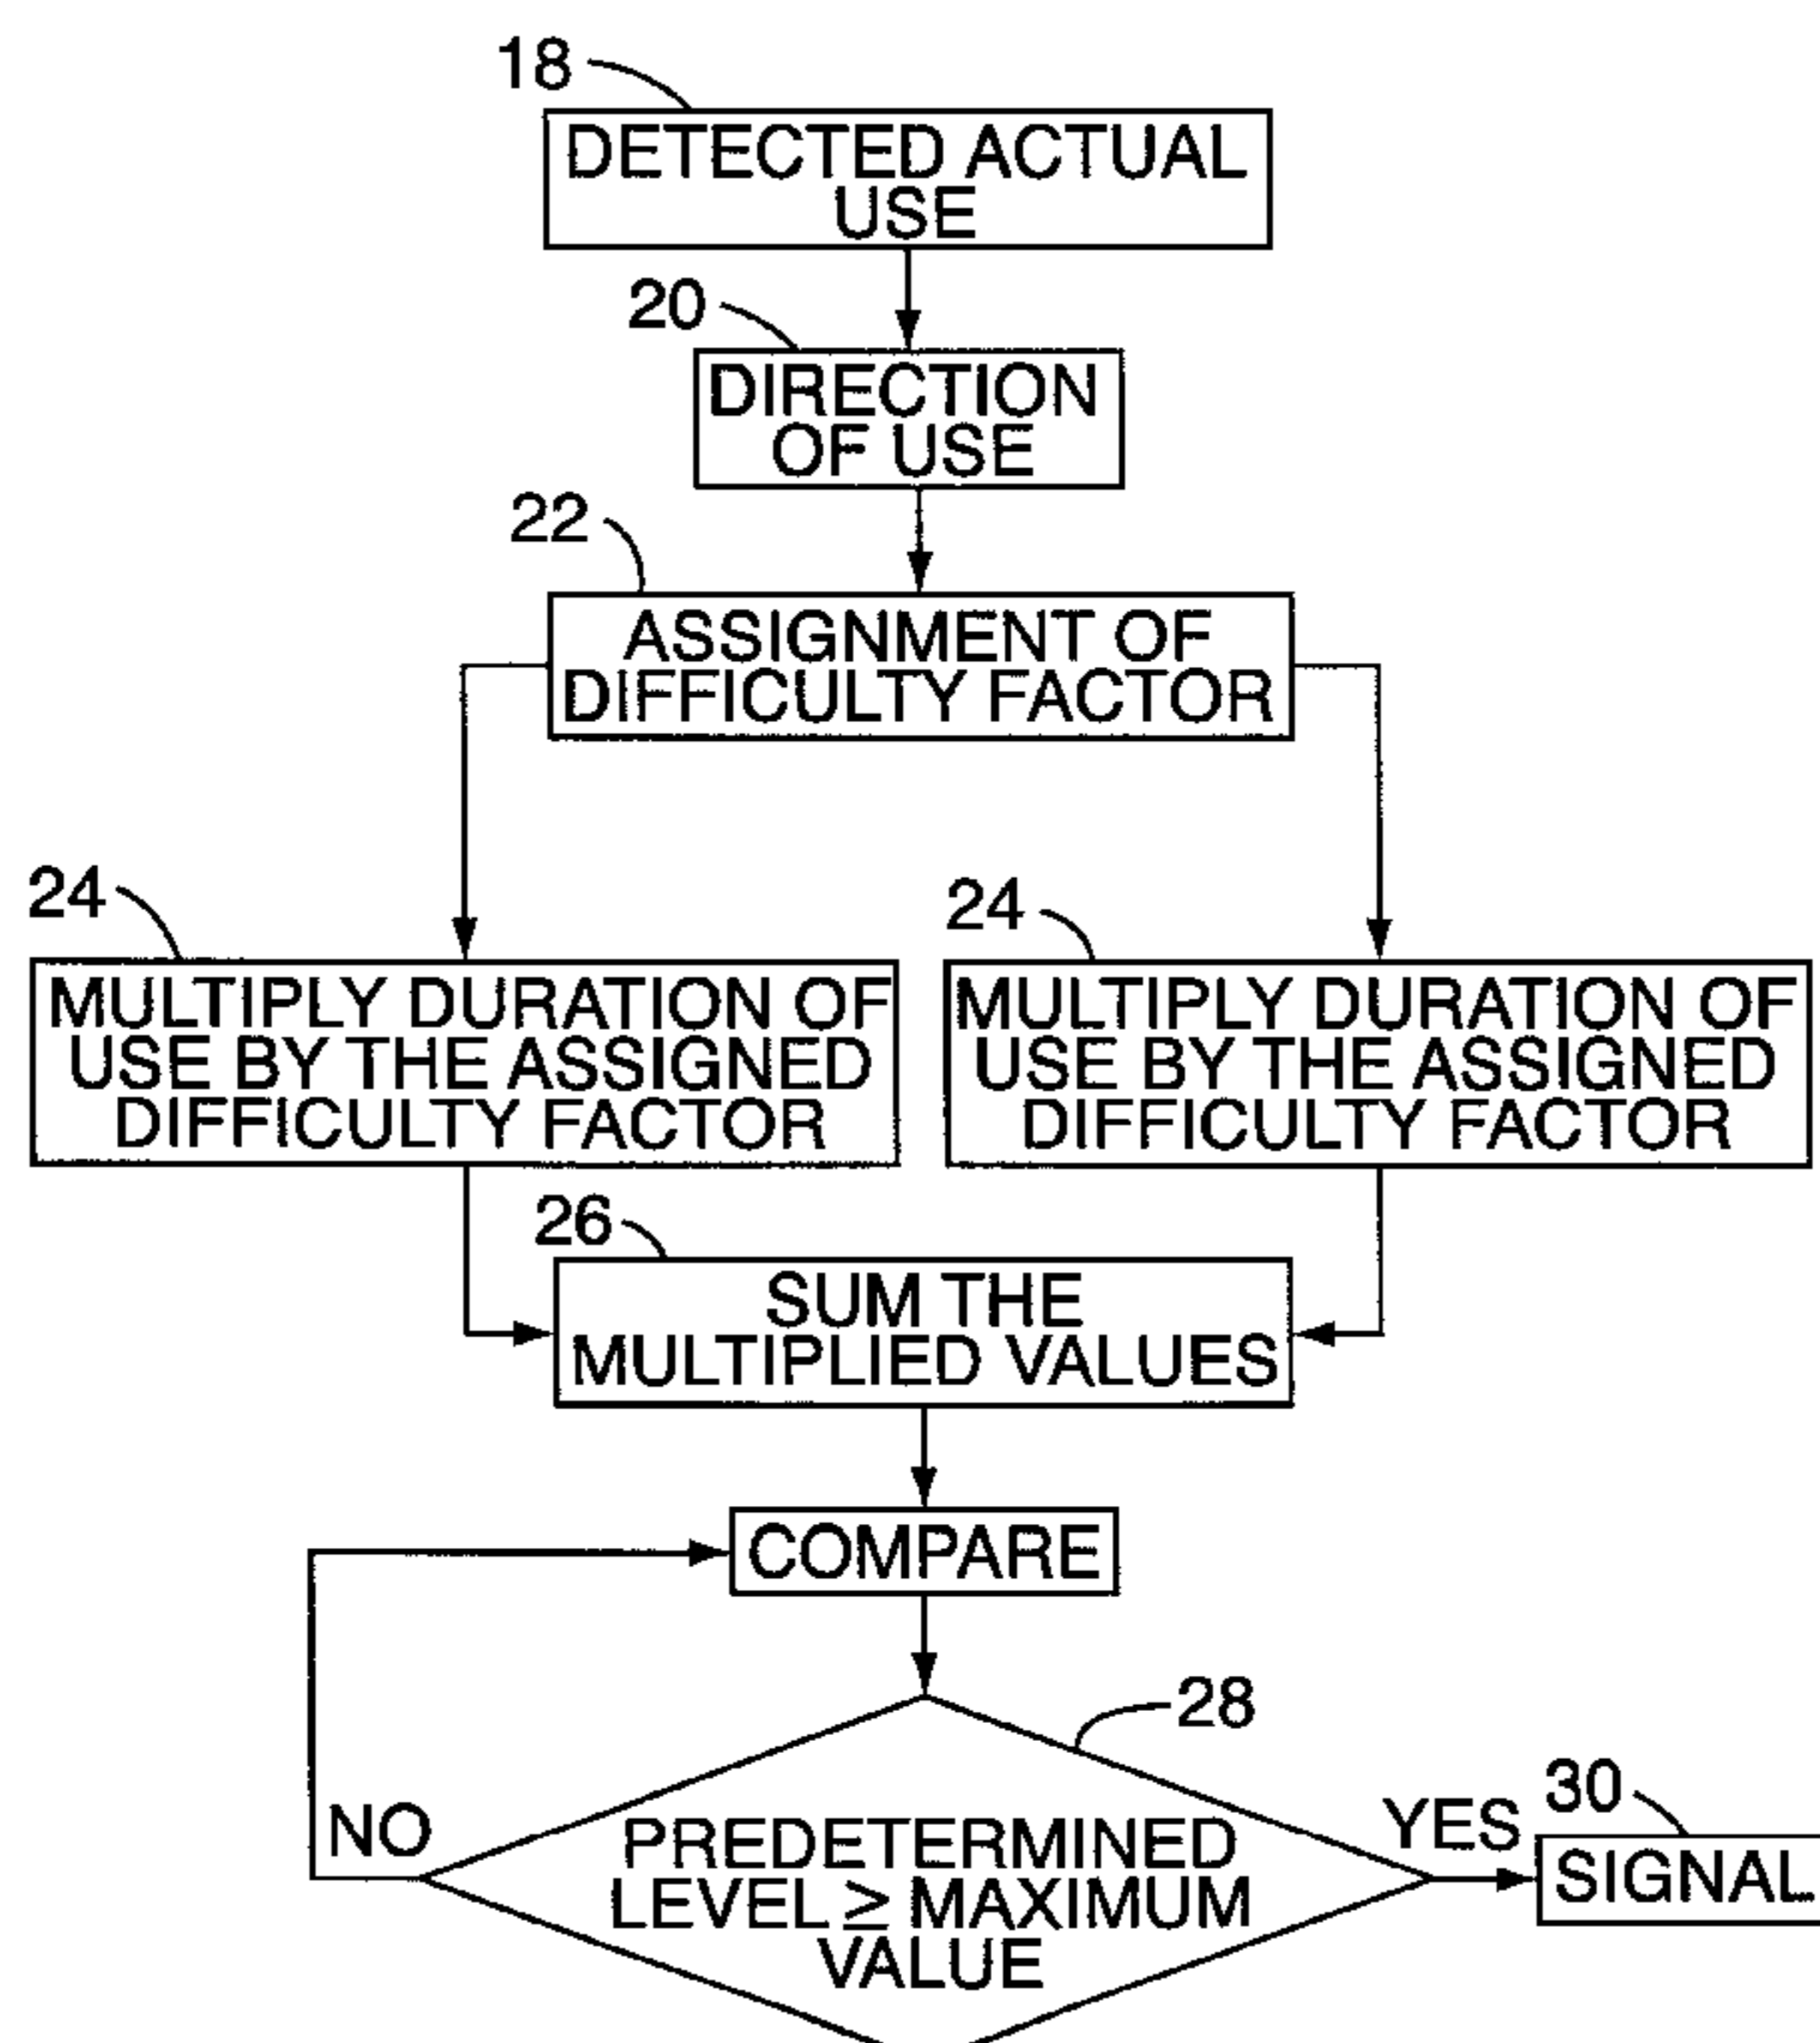 18
DETECTED ACTUAL
USE
20
DIRECTION
OF USE
22
ASSIGNMENT OF
DIFFICULTY FACTOR
24
MULTIPLY DURATION OF
USE BY THE ASSIGNED
DIFFICULTY FACTOR
24
MULTIPLY DURATION OF
USE BY THE ASSIGNED
DIFFICULTY FACTOR
26
SUM THE
MULTIPLIED VALUES
COMPARE
28
NO
PREDETERMINED
LEVEL ≥ MAXIMUM
VALUE
YES
30
SIGNAL